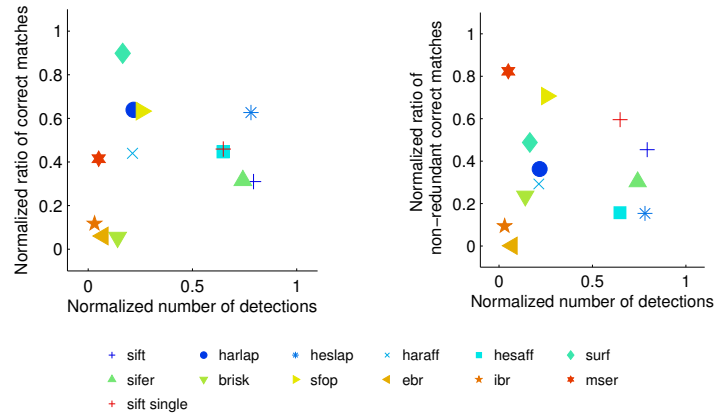 Normalized ratio of correct matches
1
0.8
0.6
0.4
0.2
0
0
0.5
1
Normalized number of detections
Normalized ratio of
non−redundant correct matches
1
0.8
0.6
0.4
0.2
0
0
0.5
1
Normalized number of detections
sift harlap heslap haraff hesaff surf
sifer brisk sfop ebr ibr mser
sift single